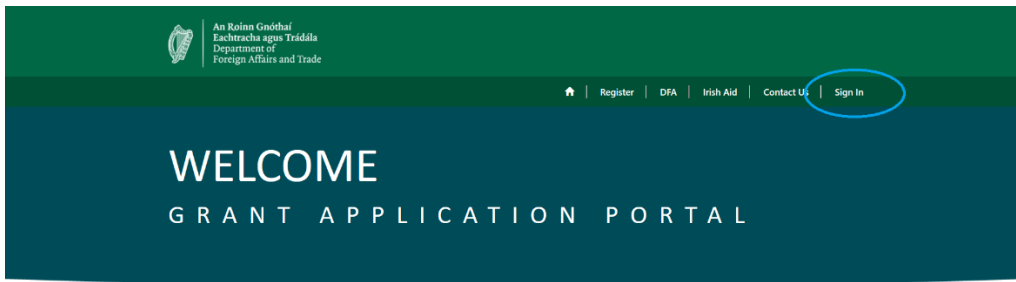 An Roinn Gnóthaí
Eachtracha agus Trádála
Department of
Foreign Affairs and Trade
Register | DFA | Irish Aid | Contact Us | Sign In
WELCOME
GRANT APPLICATION PORTAL